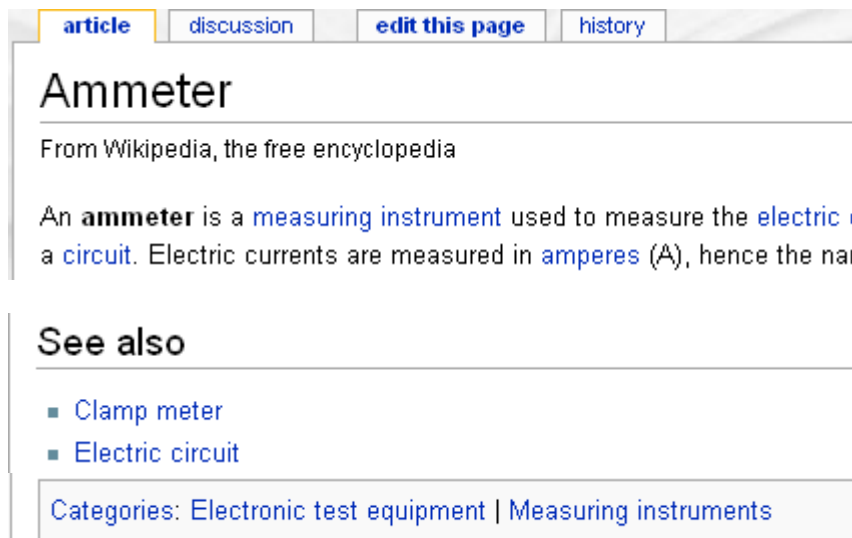 article discussion edit this page history
Ammeter
From Wikipedia, the free encyclopedia
An ammeter is a measuring instrument used to measure the electric
a circuit. Electric currents are measured in amperes (A), hence the
See also
Clamp meter
Electric circuit
Categories: Electronic test equipment | Measuring instruments